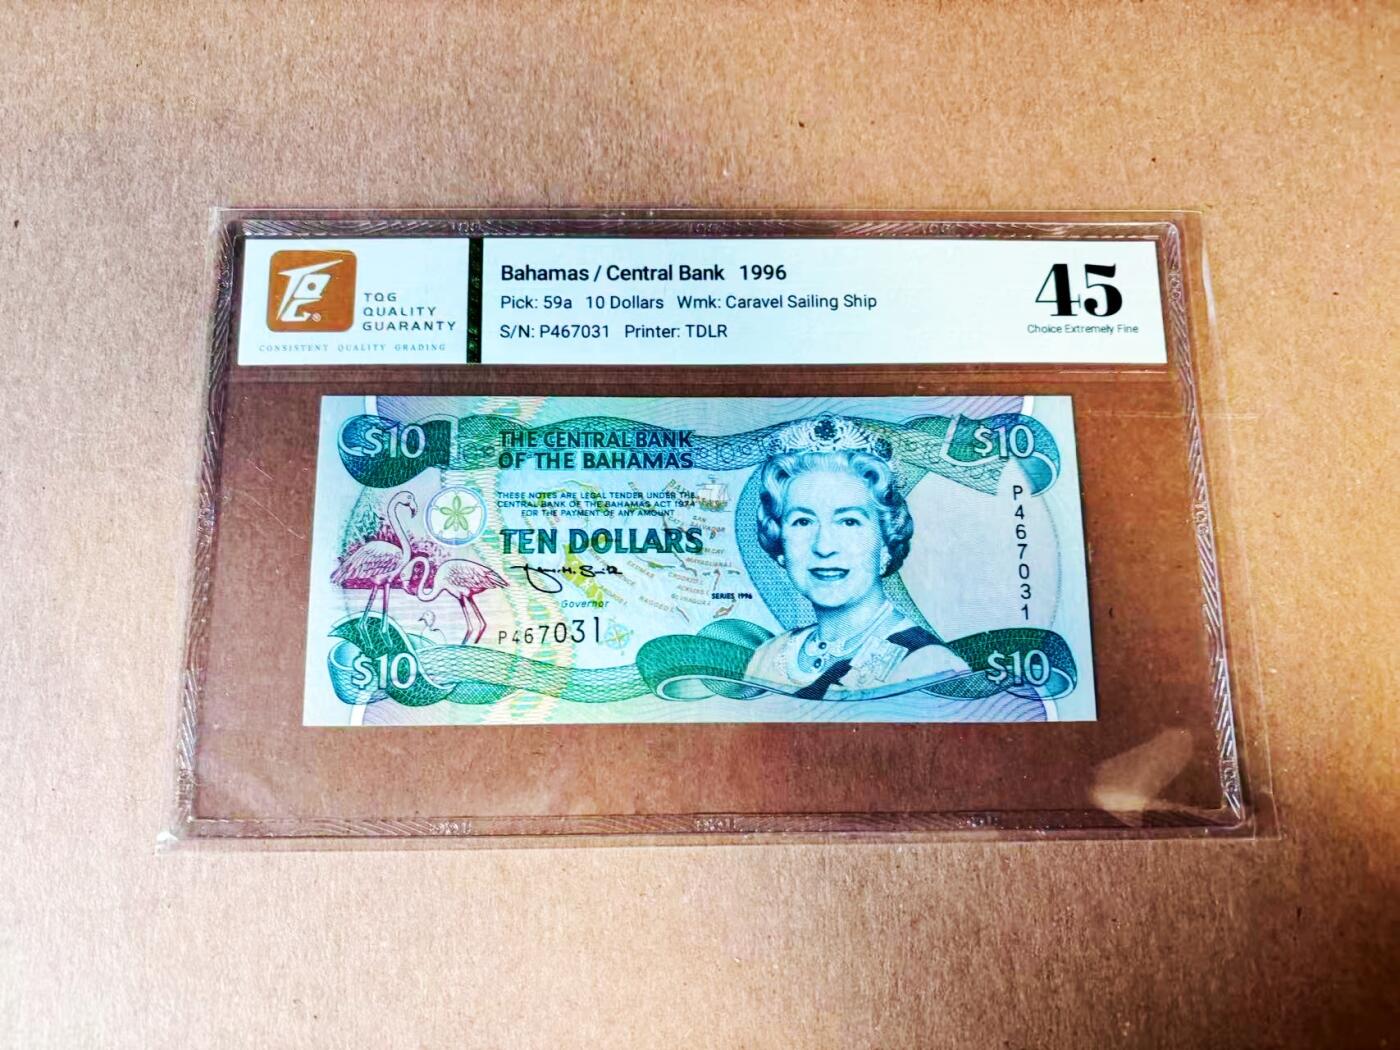 TQG
QUALITY
GUARANTY
CONSISTENT QUALITY GRADING
Bahamas / Central Bank 1996
Pick: 59a 10 Dollars Wmk: Caravel Sailing Ship
S/N: P467031 Printer: TDLR
45
Choice Extremely Fine
$10
$10
THE CENTRAL BANK
OF THE BAHAMAS
THESE NOTES ARE LEGAL TENDER UNDER THE
CENTRAL BANK OF THE BAHAMAS ACT 1974
FOR THE PAYMENT OF ANY AMOUNT
TEN DOLLARS
Governor
SERIES 1996
P467031
P467031
$10
$10